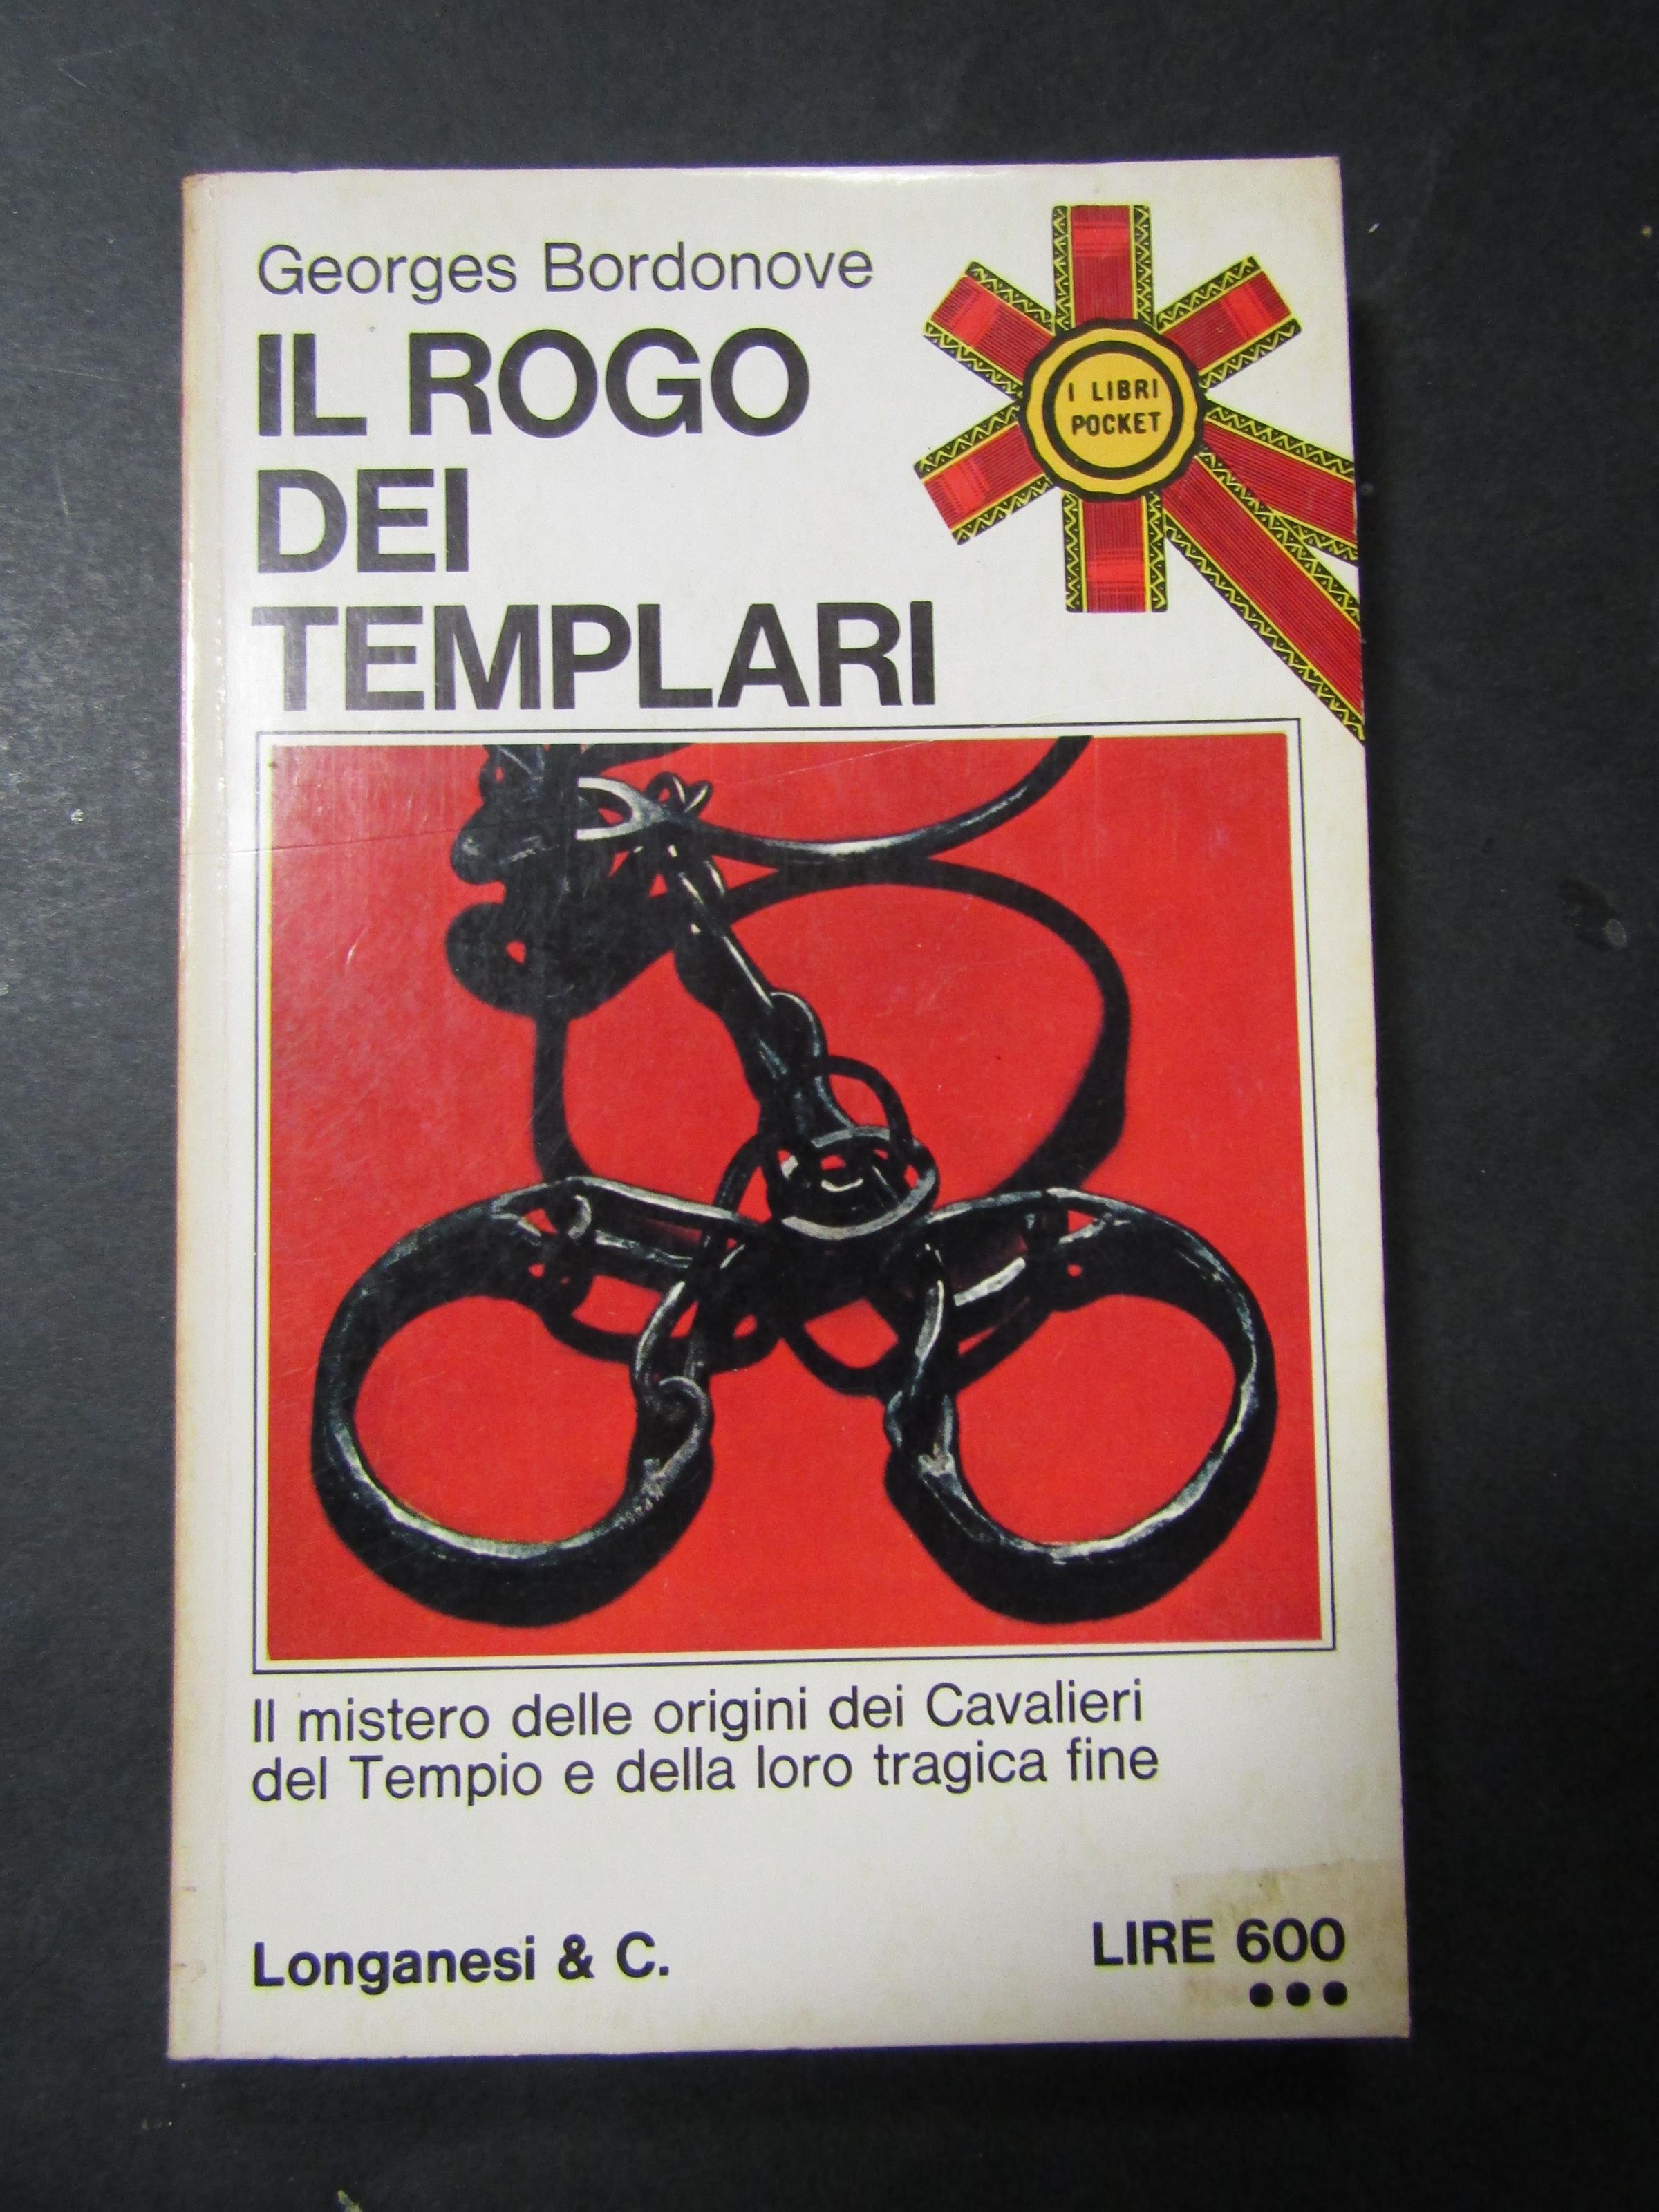 Georges Bordonove
IL ROGO
DEI
TEMPLARI
I LIBRI
POCKET
Il mistero delle origini dei Cavalieri
del Tempio e della loro tragica fine
Longanesi & C.
LIRE 600